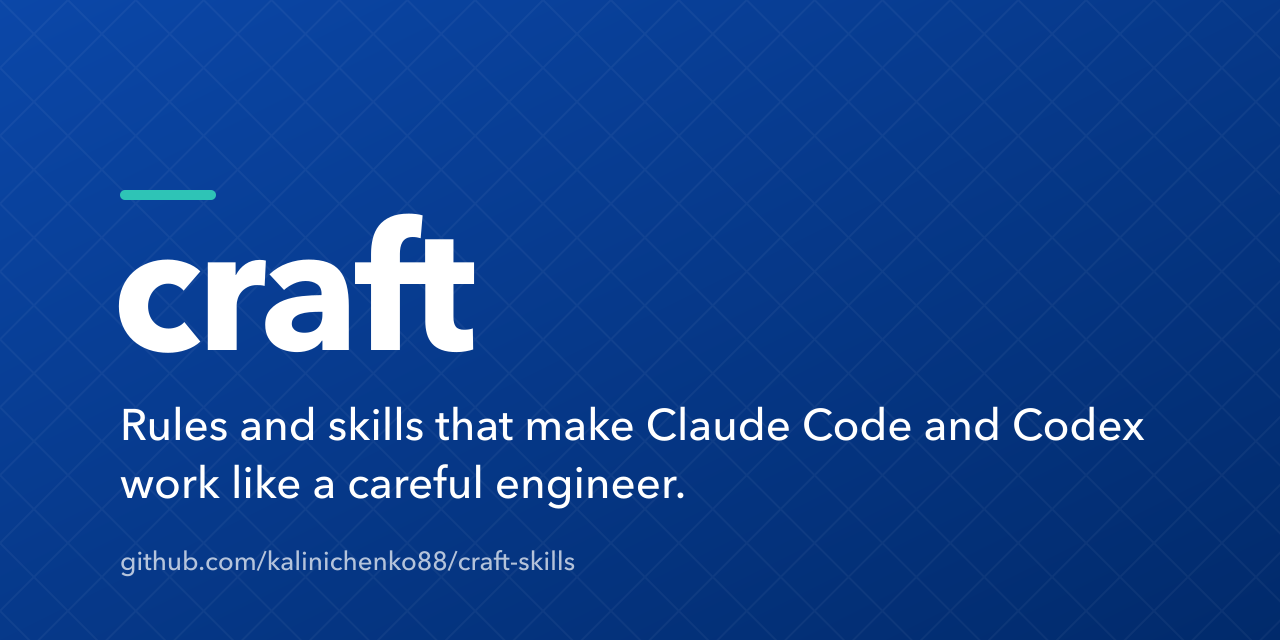 craft
Rules and skills that make Claude Code and Codex
work like a careful engineer.
github.com/kalinichenko88/craft-skills